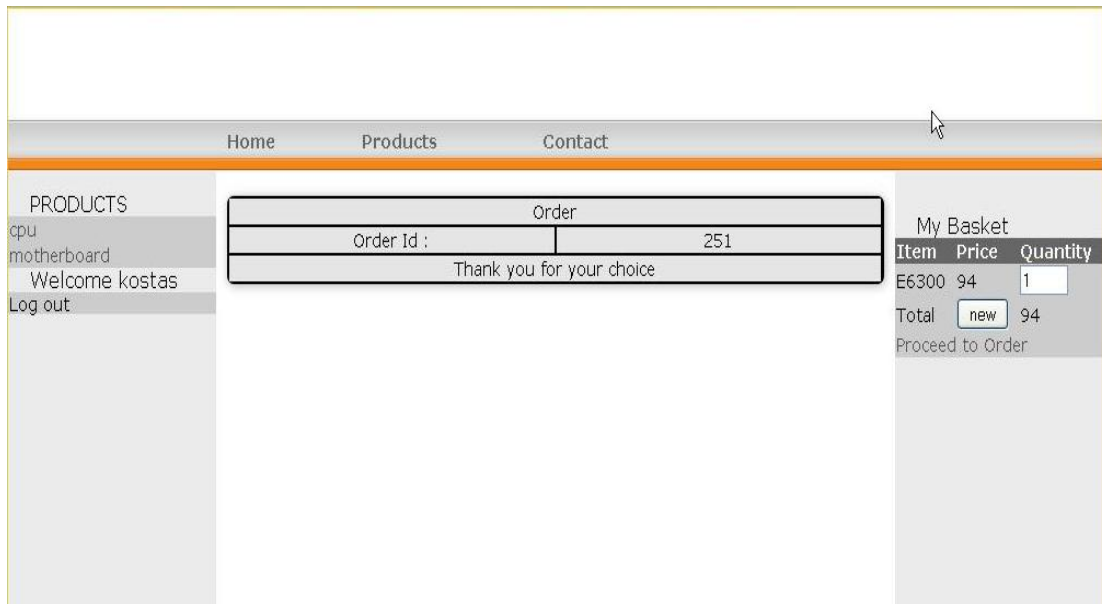 Home Products Contact
PRODUCTS
cpu
motherboard
Welcome kostas
Log out
Order
Order Id : 251
Thank you for your choice
My Basket
Item Price Quantity
E6300 94 1
Total new 94
Proceed to Order